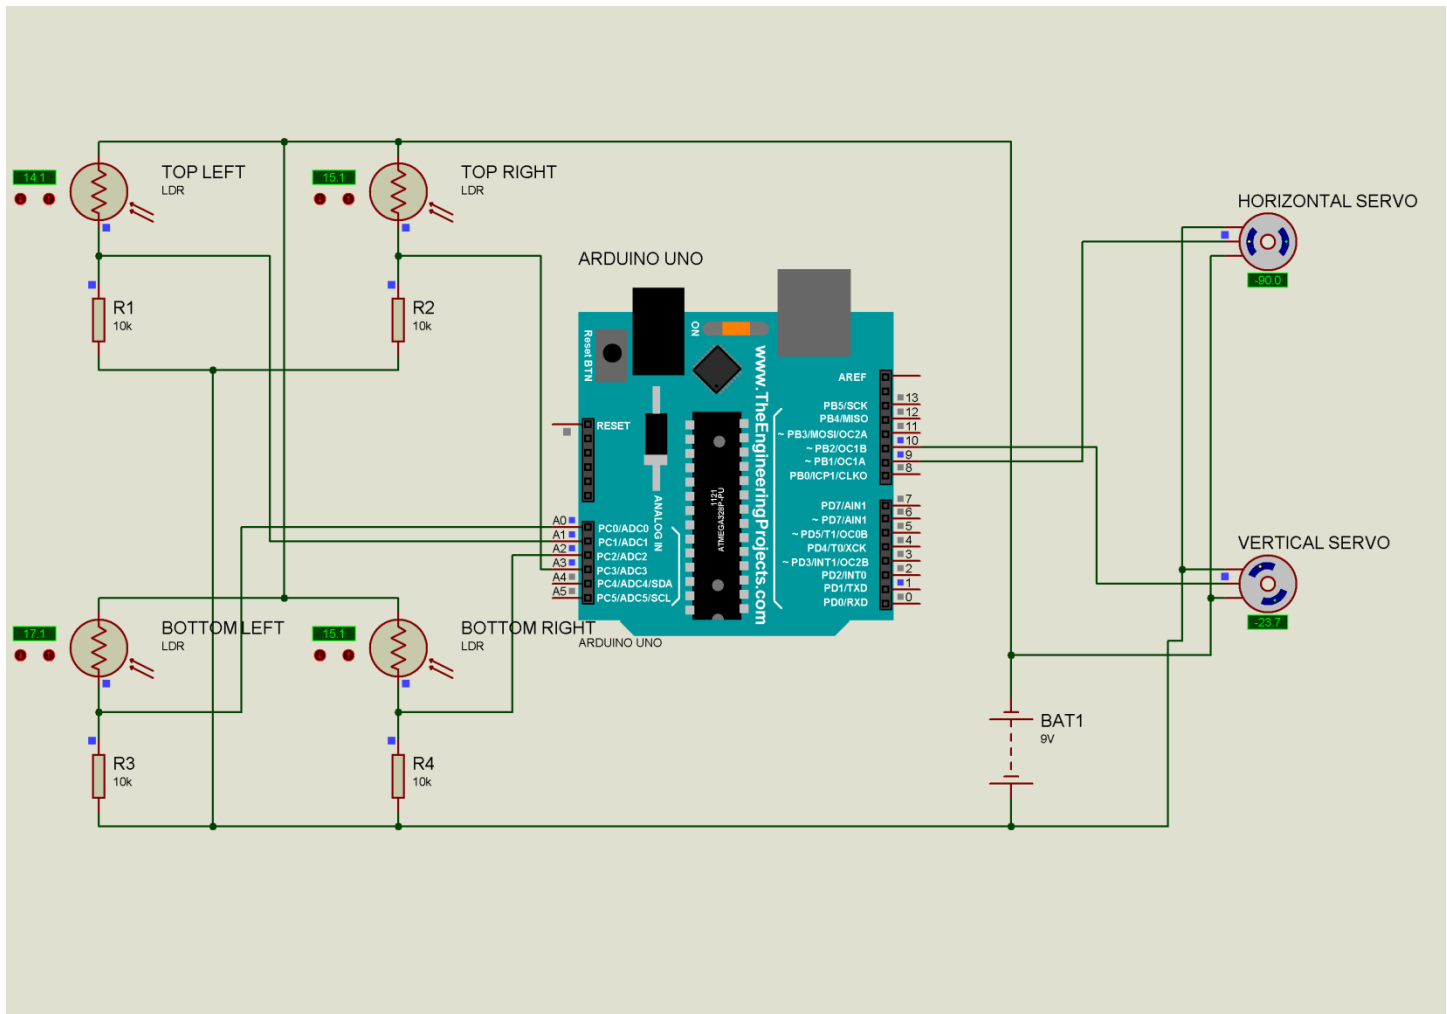 14.1
TOP LEFT
LDR
15.1
TOP RIGHT
LDR
R1
10k
R2
10k
17.1
BOTTOM LEFT
LDR
15.1
BOTTOM RIGHT
LDR
R3
10k
R4
10k
ARDUINO UNO
Reset BTN
ON
www.TheEngineeringProjects.com
RESET
ANALOG IN
1121
ATMEGA328P-PU
A0 PC0/ADC0
A1 PC1/ADC1
A2 PC2/ADC2
A3 PC3/ADC3
A4 PC4/ADC4/SDA
A5 PC5/ADC5/SCL
AREF
PB5/SCK 13
PB4/MISO 12
~ PB3/MOSI/OC2A 11
~ PB2/OC1B 10
~ PB1/OC1A 9
PB0/ICP1/CLKO 8
PD7/AIN1 7
~ PD7/AIN1 6
~ PD5/T1/OC0B 5
PD4/T0/XCK 4
~ PD3/INT1/OC2B 3
PD2/INT0 2
PD1/TXD 1
PD0/RXD 0
ARDUINO UNO
HORIZONTAL SERVO
-90.0
VERTICAL SERVO
-23.7
BAT1
9V